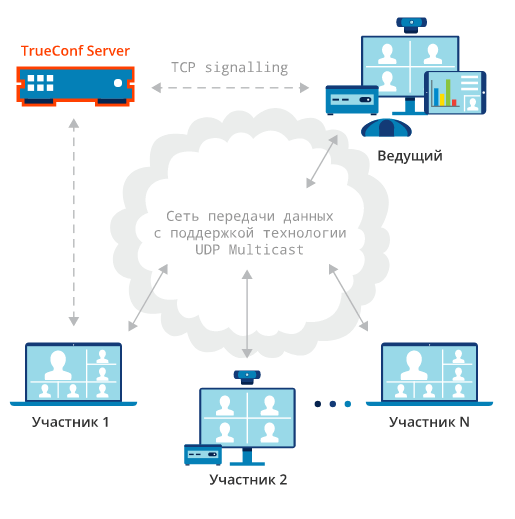 TrueConf Server
TCP signalling
Ведущий
Сеть передачи данных
с поддержкой технологии
UDP Multicast
Участник 1
Участник N
Участник 2